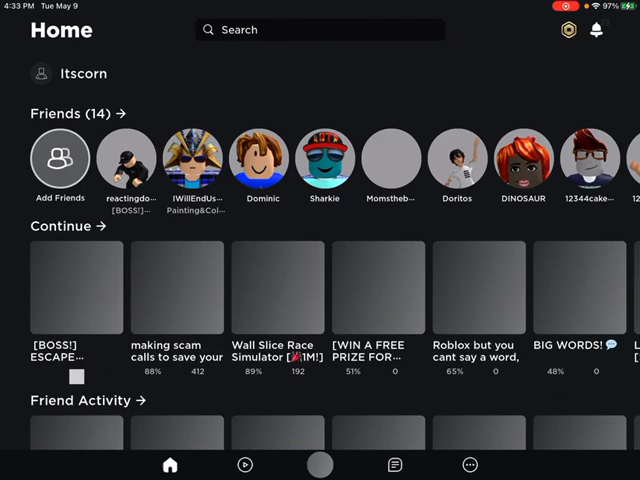 4:33 PM Tue May 9
97%
Home
Search
Itscorn
Friends (14) →
Add Friends
reactingdo···
IWillEndUs···
Dominic
Sharkie
Momstheb···
Doritos
DINOSAUR
12344cake···
[BOSS!]···
Painting&Col···
Continue →
[BOSS!]
ESCAPE···
making scam
calls to save your
Wall Slice Race
Simulator [🎉1M!]
[WIN A FREE
PRIZE FOR···
Roblox but you
cant say a word,
BIG WORDS! 💬
88% 412
89% 192
51% 0
65% 0
48% 0
Friend Activity →